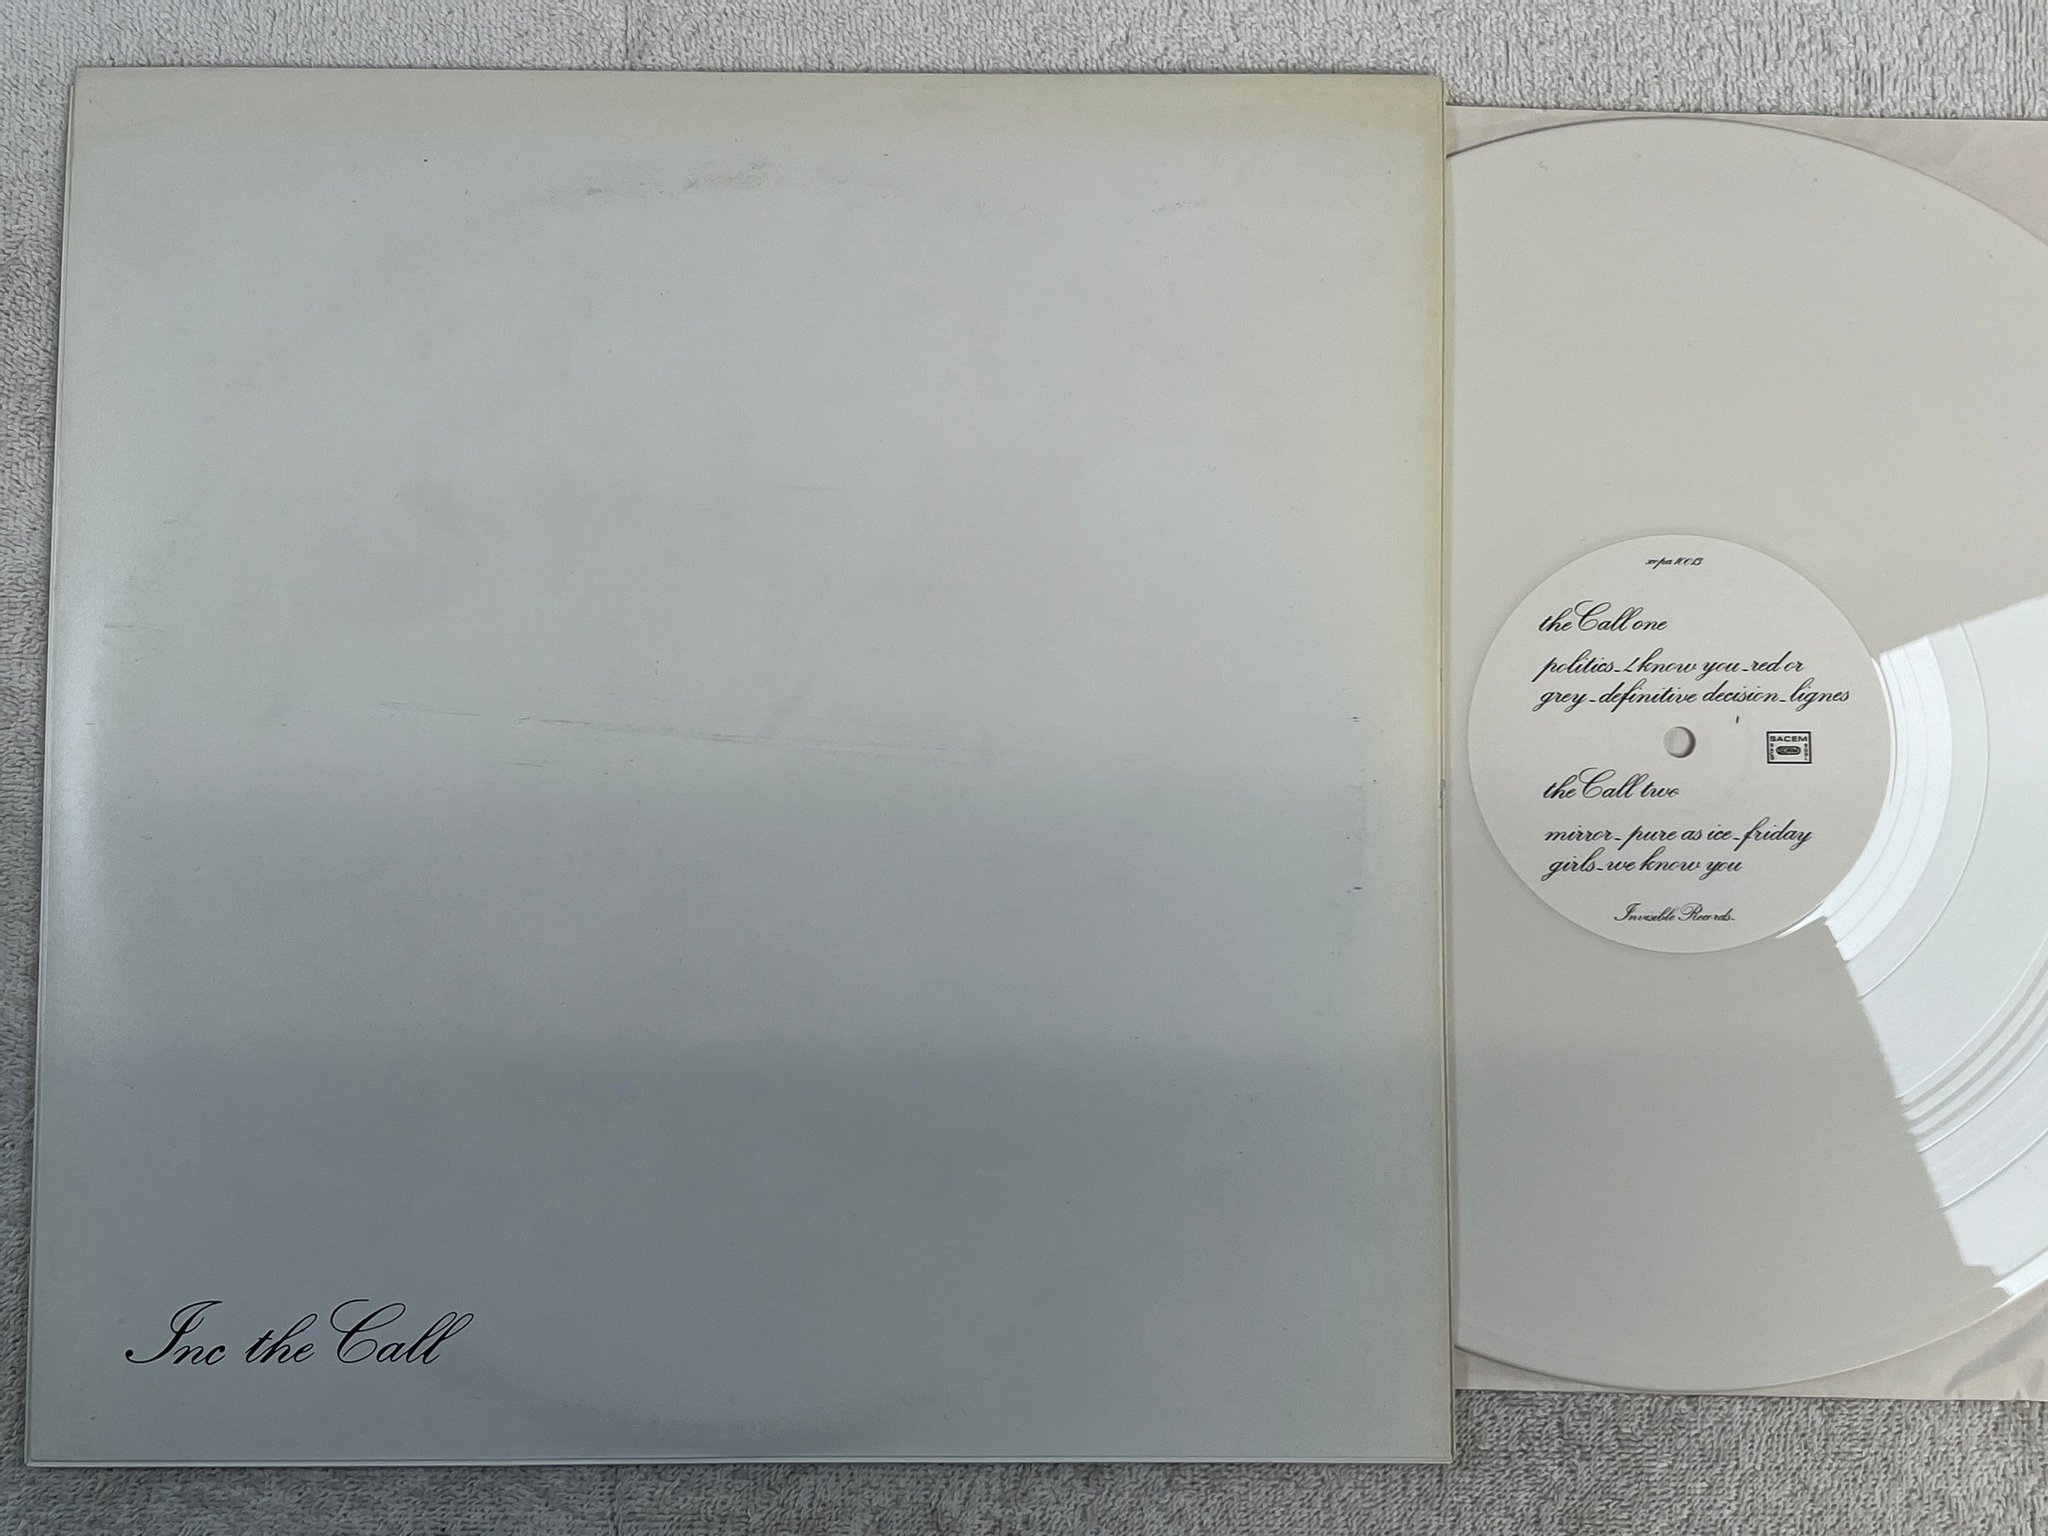 Inc the Call
the Call one
politics_I know you_red or
grey_definitive decision_lignes
SACEM
the Call two
mirror_pure as ice_friday
girls_we know you
Invisible Records_